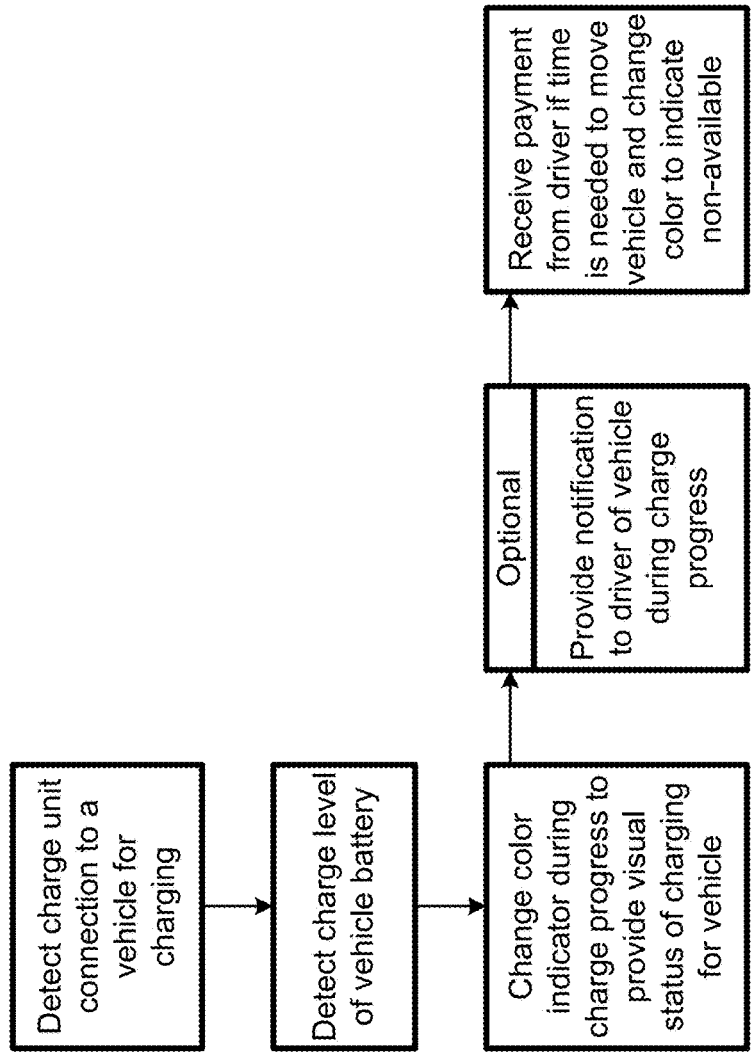 Detect charge unit
connection to a
vehicle for
charging
Detect charge level
of vehicle battery
Change color
indicator during
charge progress to
provide visual
status of charging
for vehicle
Optional
Provide notification
to driver of vehicle
during charge
progress
Receive payment
from driver if time
is needed to move
vehicle and change
color to indicate
non-available